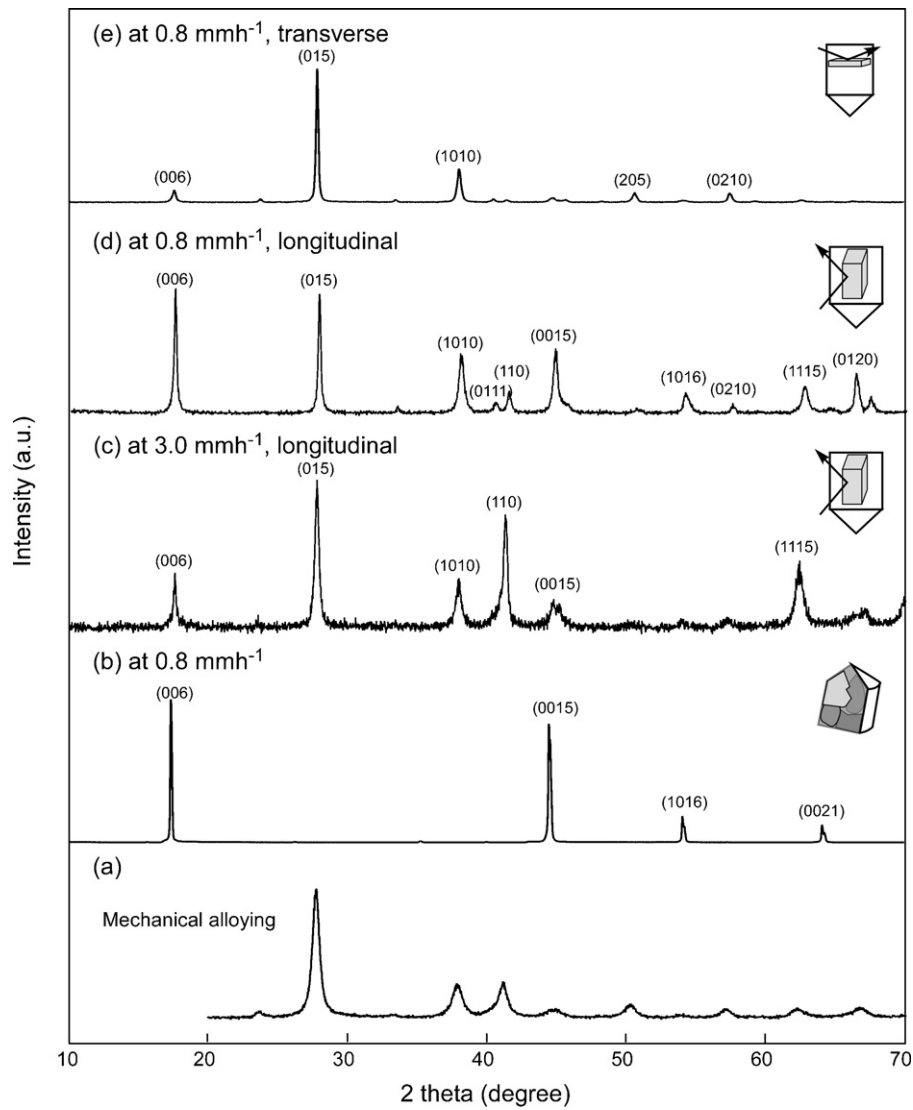 (e) at 0.8 mmh⁻¹, transverse
(015)
(006)
(1010)
(205)
(0210)
(d) at 0.8 mmh⁻¹, longitudinal
(006)
(015)
(1010)
(0111)
(110)
(0015)
(1016)
(0210)
(1115)
(0120)
(c) at 3.0 mmh⁻¹, longitudinal
(015)
(006)
(1010)
(110)
(0015)
(1115)
(b) at 0.8 mmh⁻¹
(006)
(0015)
(1016)
(0021)
(a)
Mechanical alloying
Intensity (a.u.)
10 20 30 40 50 60 70
2 theta (degree)